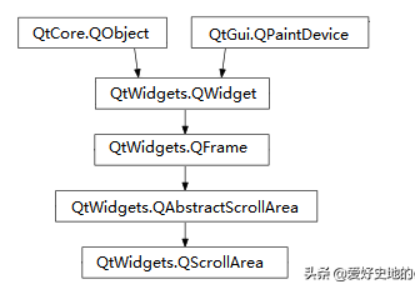 QtCore.QObject
QtGui.QPaintDevice
QtWidgets.QWidget
QtWidgets.QFrame
QtWidgets.QAbstractScrollArea
QtWidgets.QScrollArea
头条 @爱好史地的